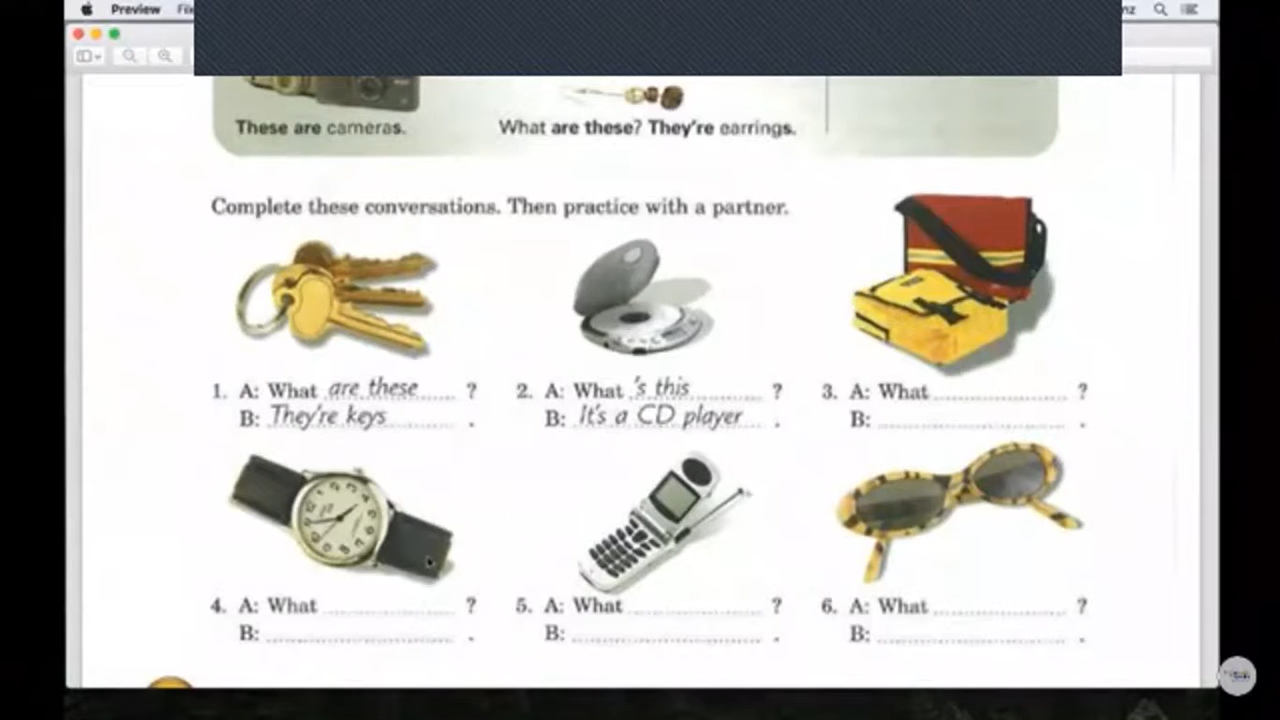 Preview
These are cameras.
What are these? They're earrings.
Complete these conversations. Then practice with a partner.
1. A: What are these ?
B: They're keys .
2. A: What 's this ?
B: It's a CD player .
3. A: What ?
B: .
4. A: What ?
B: .
5. A: What ?
B: .
6. A: What ?
B: .